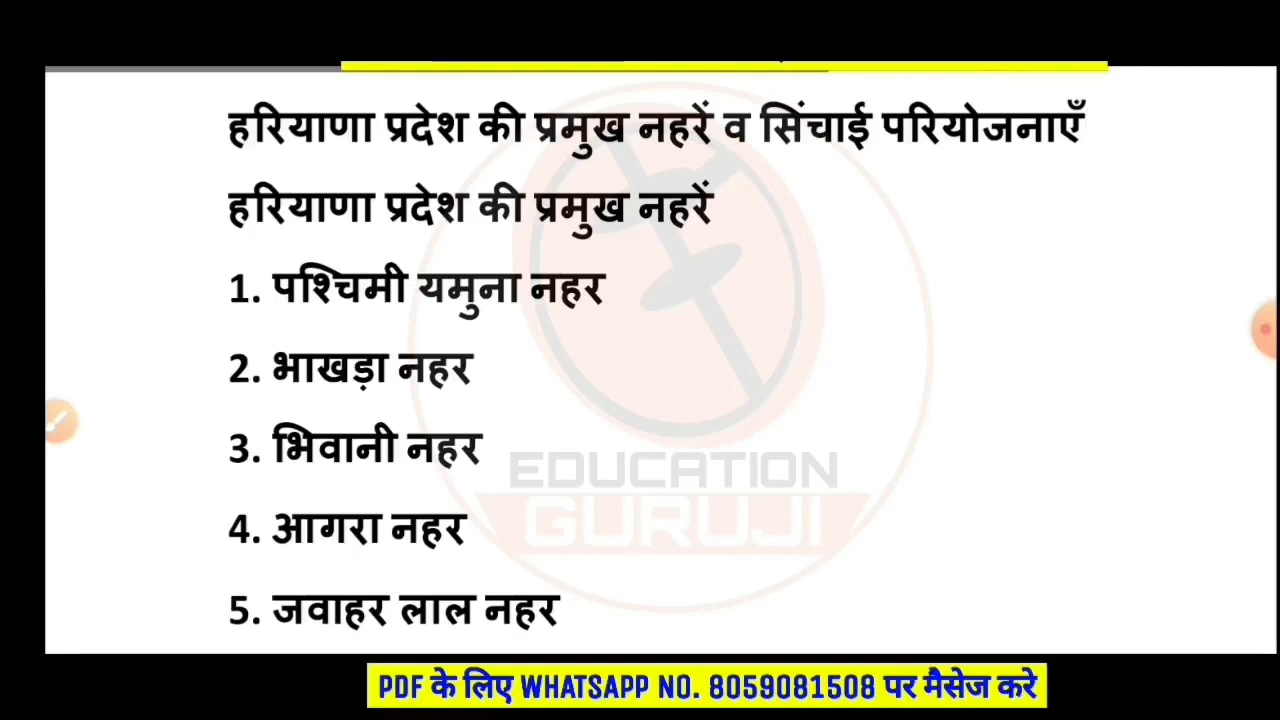 हरियाणा प्रदेश की प्रमुख नहरें व सिंचाई परियोजनाएँ
हरियाणा प्रदेश की प्रमुख नहरें
1. पश्चिमी यमुना नहर
2. भाखड़ा नहर
3. भिवानी नहर
EDUCATION
GURUJI
4. आगरा नहर
5. जवाहर लाल नहर
PDF के लिए WHATSAPP NO. 8059081508 पर मैसेज करे